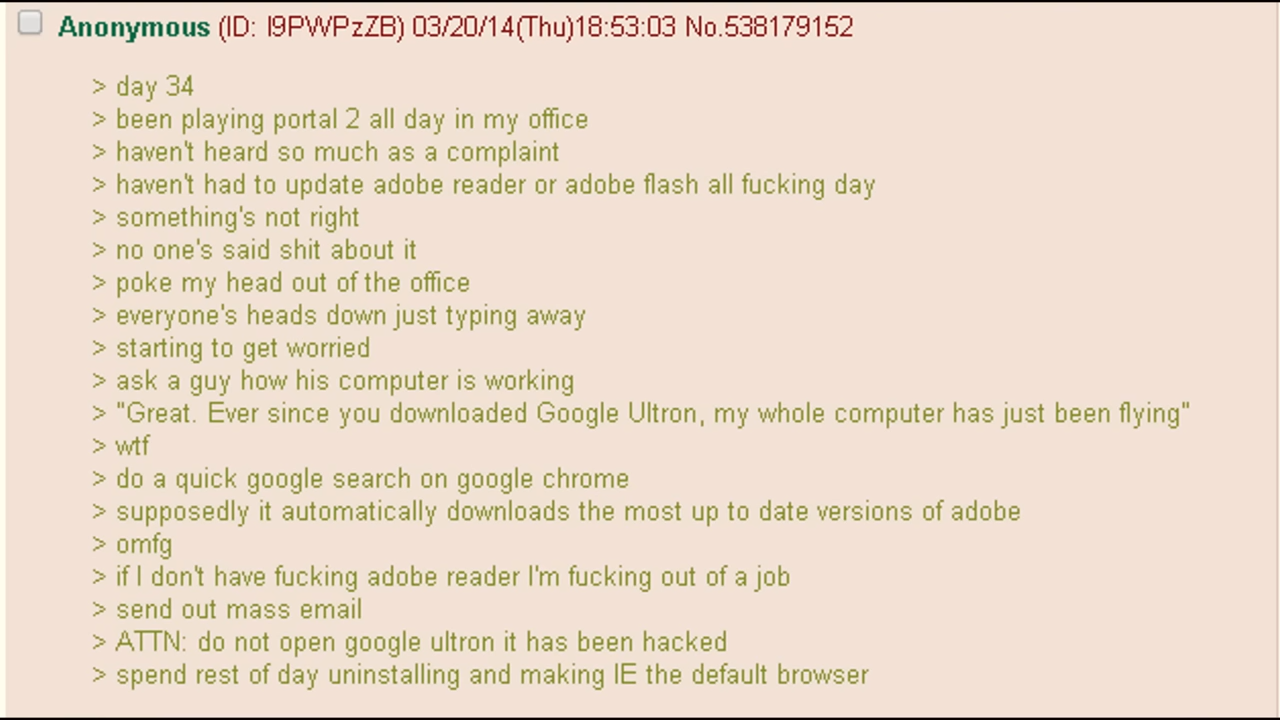 Anonymous (ID: I9PWPzZB) 03/20/14(Thu)18:53:03 No.538179152
> day 34
> been playing portal 2 all day in my office
> haven't heard so much as a complaint
> haven't had to update adobe reader or adobe flash all fucking day
> something's not right
> no one's said shit about it
> poke my head out of the office
> everyone's heads down just typing away
> starting to get worried
> ask a guy how his computer is working
> "Great. Ever since you downloaded Google Ultron, my whole computer has just been flying"
> wtf
> do a quick google search on google chrome
> supposedly it automatically downloads the most up to date versions of adobe
> omfg
> if I don't have fucking adobe reader I'm fucking out of a job
> send out mass email
> ATTN: do not open google ultron it has been hacked
> spend rest of day uninstalling and making IE the default browser